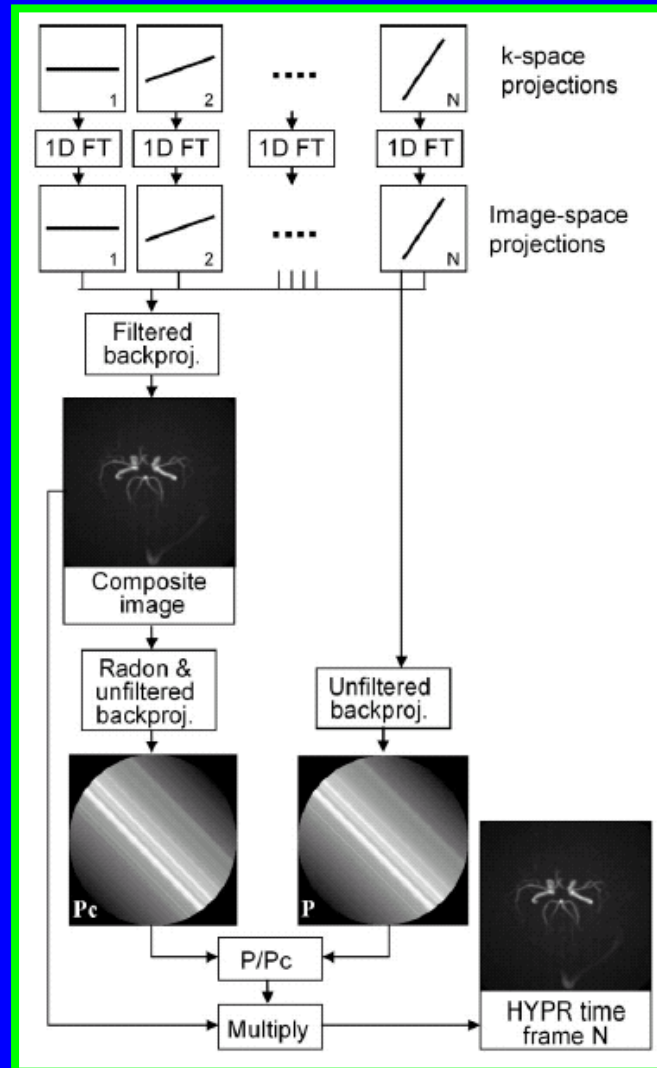 k-space
projections
1
2
N
1D FT
1D FT
1D FT
1D FT
Image-space
projections
1
2
N
Filtered
backproj.
Composite
image
Radon &
unfiltered
backproj.
Unfiltered
backproj.
Pc
P
P/Pc
Multiply
HYPR time
frame N